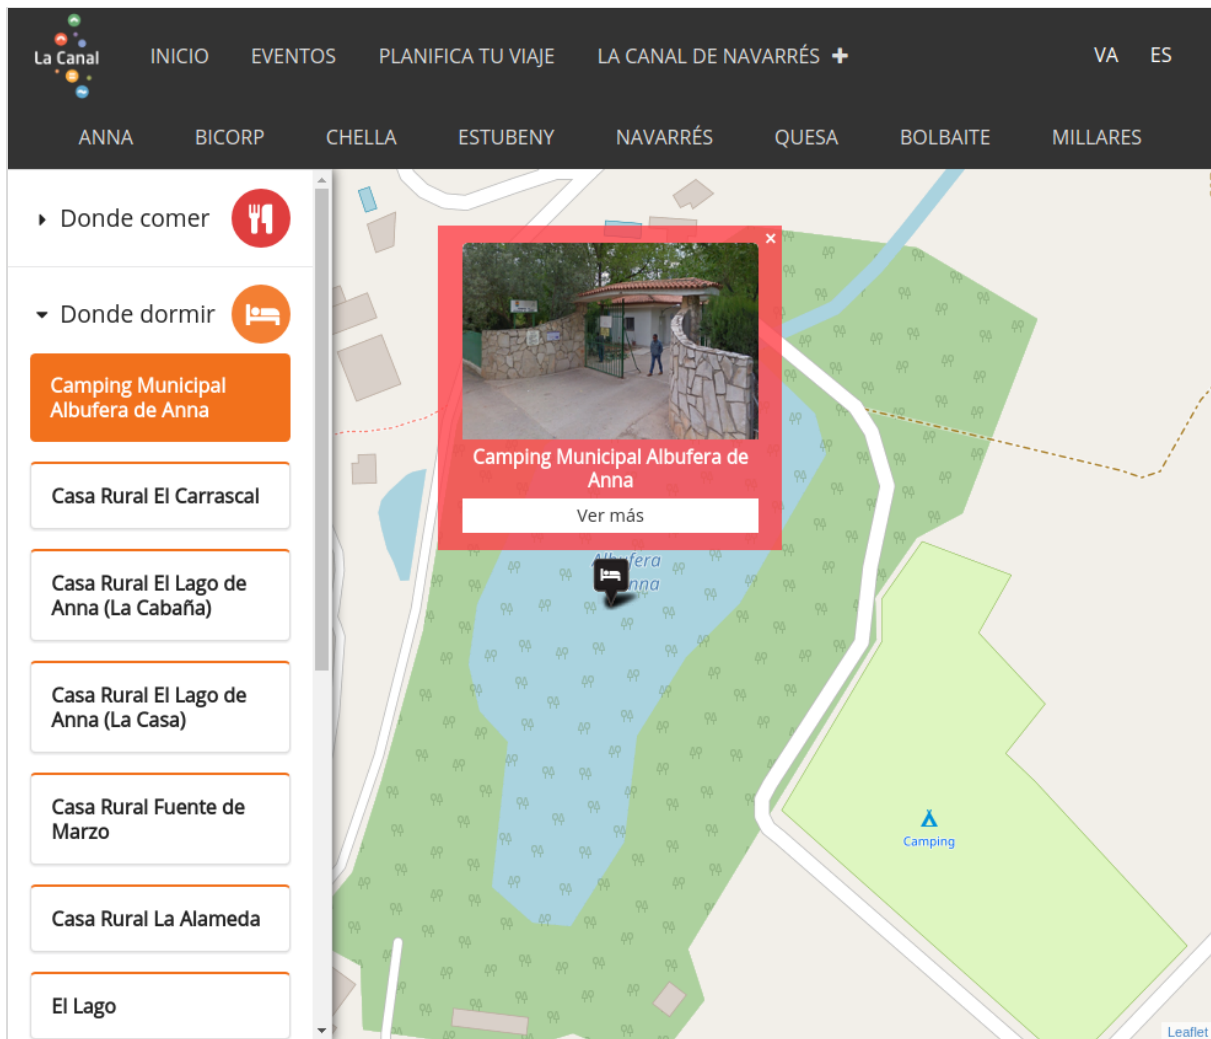 La Canal
INICIO
EVENTOS
PLANIFICA TU VIAJE
LA CANAL DE NAVARRÉS
VA
ES
ANNA
BICORP
CHELLA
ESTUBENY
NAVARRÉS
QUESA
BOLBAITE
MILLARES
Donde comer
Donde dormir
Camping Municipal
Albufera de Anna
Casa Rural El Carrascal
Casa Rural El Lago de
Anna (La Cabaña)
Casa Rural El Lago de
Anna (La Casa)
Casa Rural Fuente de
Marzo
Casa Rural La Alameda
El Lago
×
Camping Municipal Albufera de
Anna
Ver más
Albufera
Camping
Leaflet